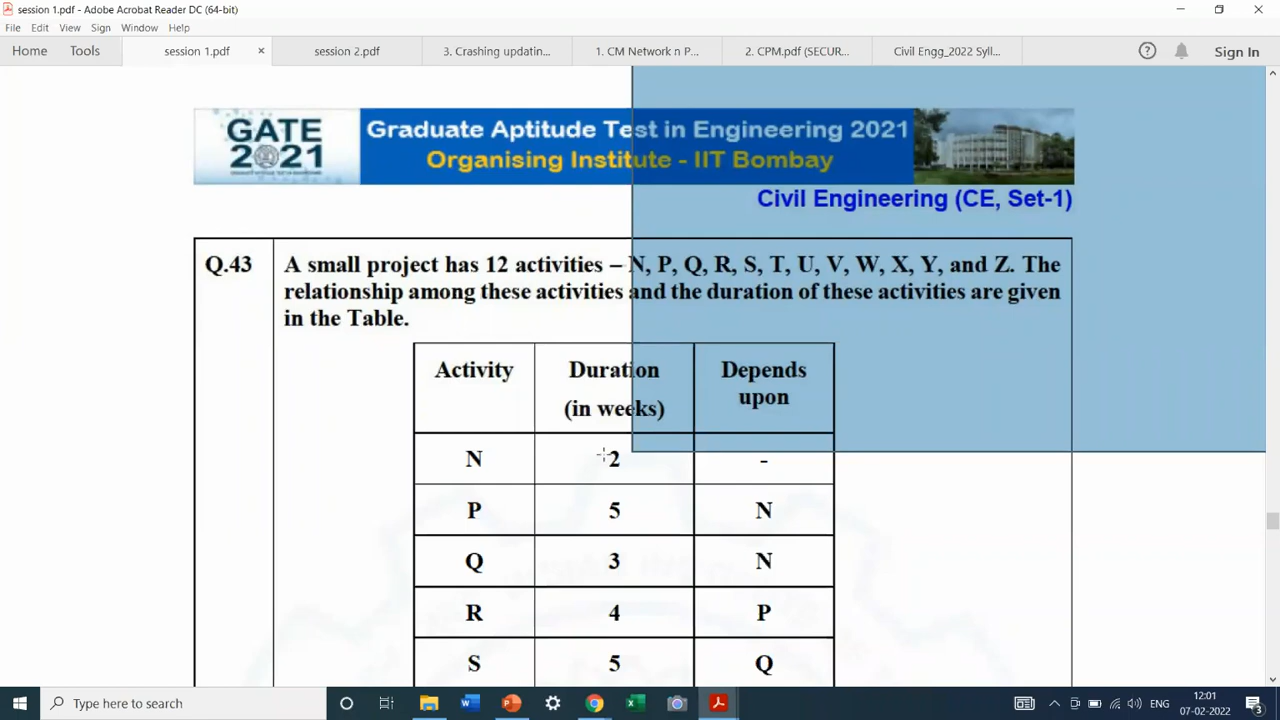 session 1.pdf - Adobe Acrobat Reader DC (64-bit)
File Edit View Sign Window Help
Home Tools session 1.pdf × session 2.pdf 3. Crashing updatin... 1. CM Network n P... 2. CPM.pdf (SECUR... Civil Engg_2022 Syll... Sign In
GATE 2021
Graduate Aptitude Test in Engineering 2021
Organising Institute - IIT Bombay
Civil Engineering (CE, Set-1)
Q.43 A small project has 12 activities – N, P, Q, R, S, T, U, V, W, X, Y, and Z. The
relationship among these activities and the duration of these activities are given
in the Table.
Activity Duration (in weeks) Depends upon
N 2 -
P 5 N
Q 3 N
R 4 P
S 5 Q
Type here to search
ENG
12:01
07-02-2022
3